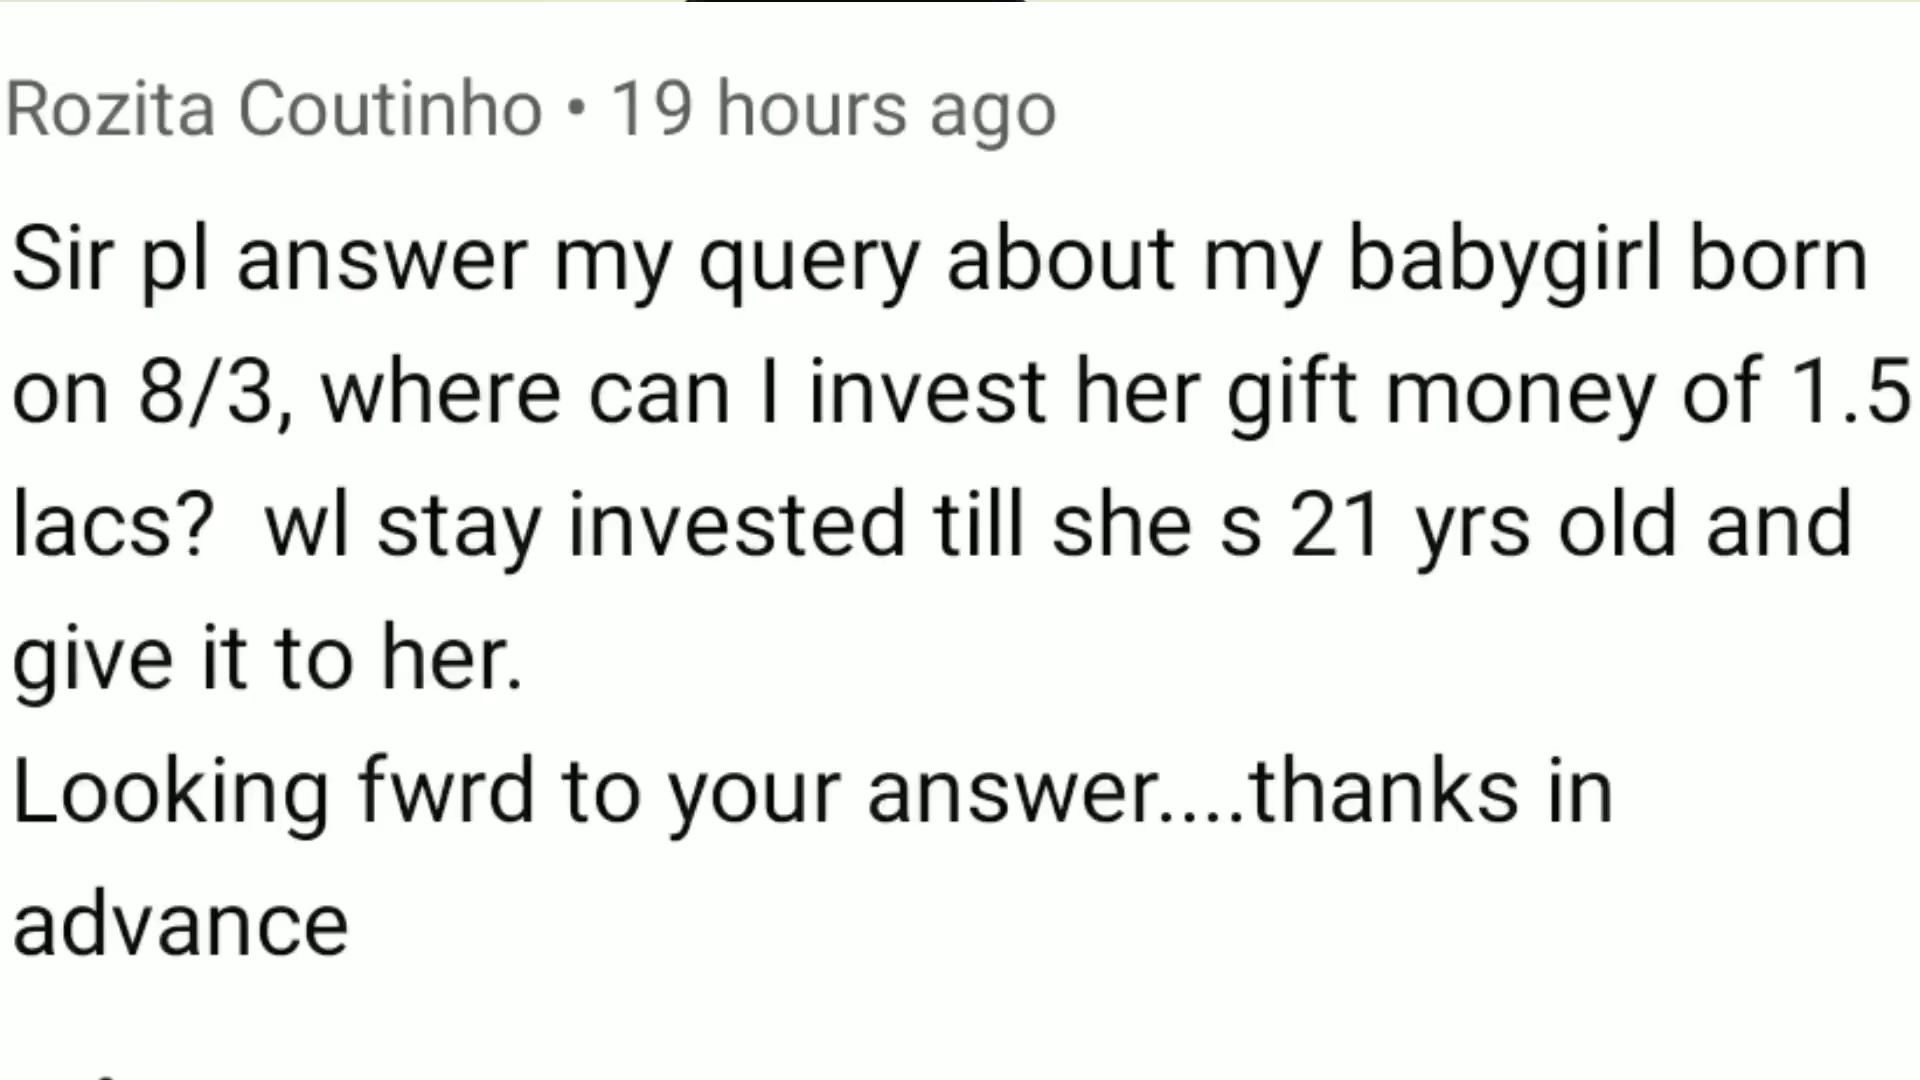 Rozita Coutinho • 19 hours ago
Sir pl answer my query about my babygirl born
on 8/3, where can I invest her gift money of 1.5
lacs?  wl stay invested till she s 21 yrs old and
give it to her.
Looking fwrd to your answer....thanks in
advance